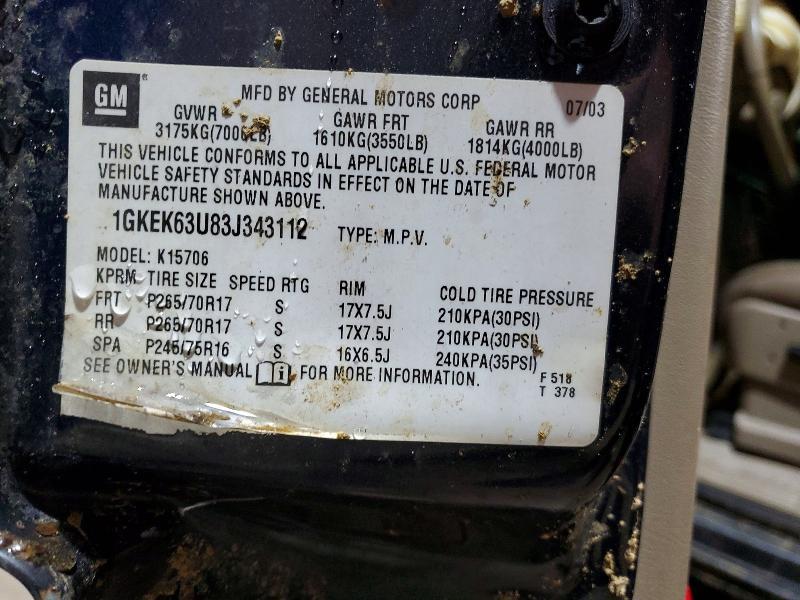 GM
MFD BY GENERAL MOTORS CORP 07/03
GVWR GAWR FRT GAWR RR
3175KG(7000LB) 1610KG(3550LB) 1814KG(4000LB)
THIS VEHICLE CONFORMS TO ALL APPLICABLE U.S. FEDERAL MOTOR
VEHICLE SAFETY STANDARDS IN EFFECT ON THE DATE OF
MANUFACTURE SHOWN ABOVE.
1GKEK63U83J343112 TYPE: M.P.V.
MODEL: K15706
KPRM TIRE SIZE SPEED RTG RIM COLD TIRE PRESSURE
FRT P265/70R17 S 17X7.5J 210KPA(30PSI)
RR P265/70R17 S 17X7.5J 210KPA(30PSI)
SPA P245/75R16 S 16X6.5J 240KPA(35PSI)
SEE OWNER'S MANUAL FOR MORE INFORMATION.
F 518
T 378